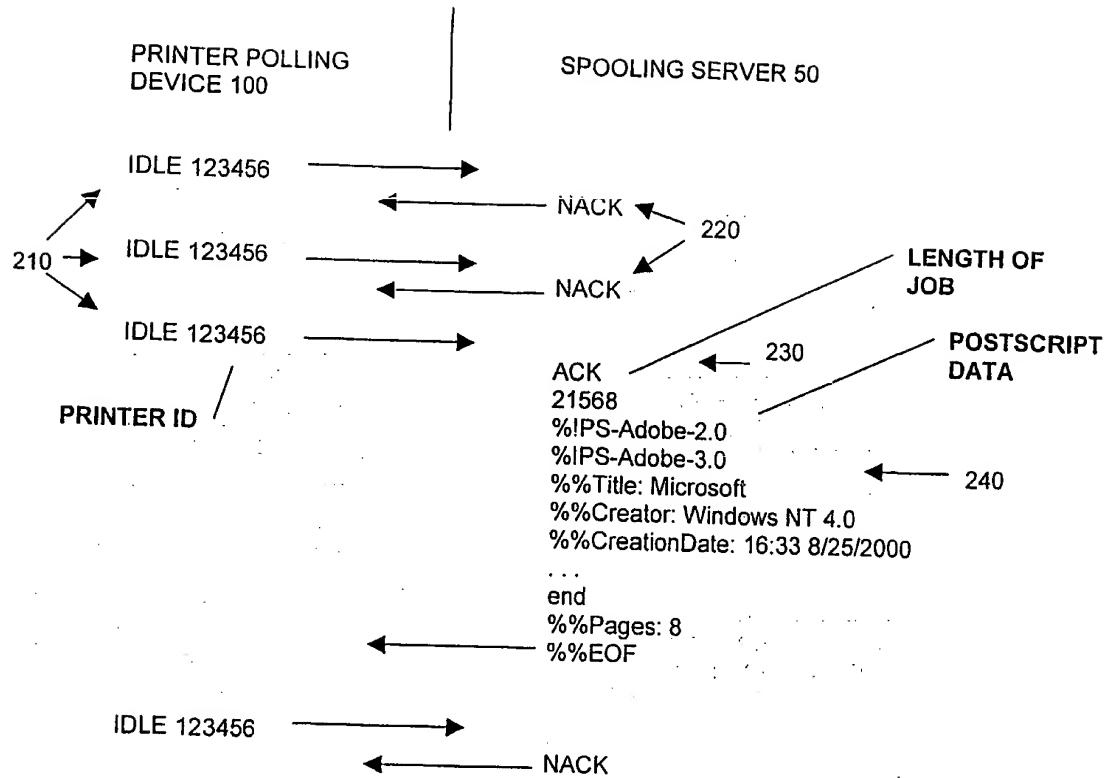 PRINTER POLLING
DEVICE 100
SPOOLING SERVER 50
IDLE 123456
NACK
220
210
IDLE 123456
NACK
LENGTH OF
JOB
IDLE 123456
230
POSTSCRIPT
DATA
ACK
21568
PRINTER ID
%!PS-Adobe-2.0
%!PS-Adobe-3.0
240
%%Title: Microsoft
%%Creator: Windows NT 4.0
%%CreationDate: 16:33 8/25/2000
. . .
end
%%Pages: 8
%%EOF
IDLE 123456
NACK